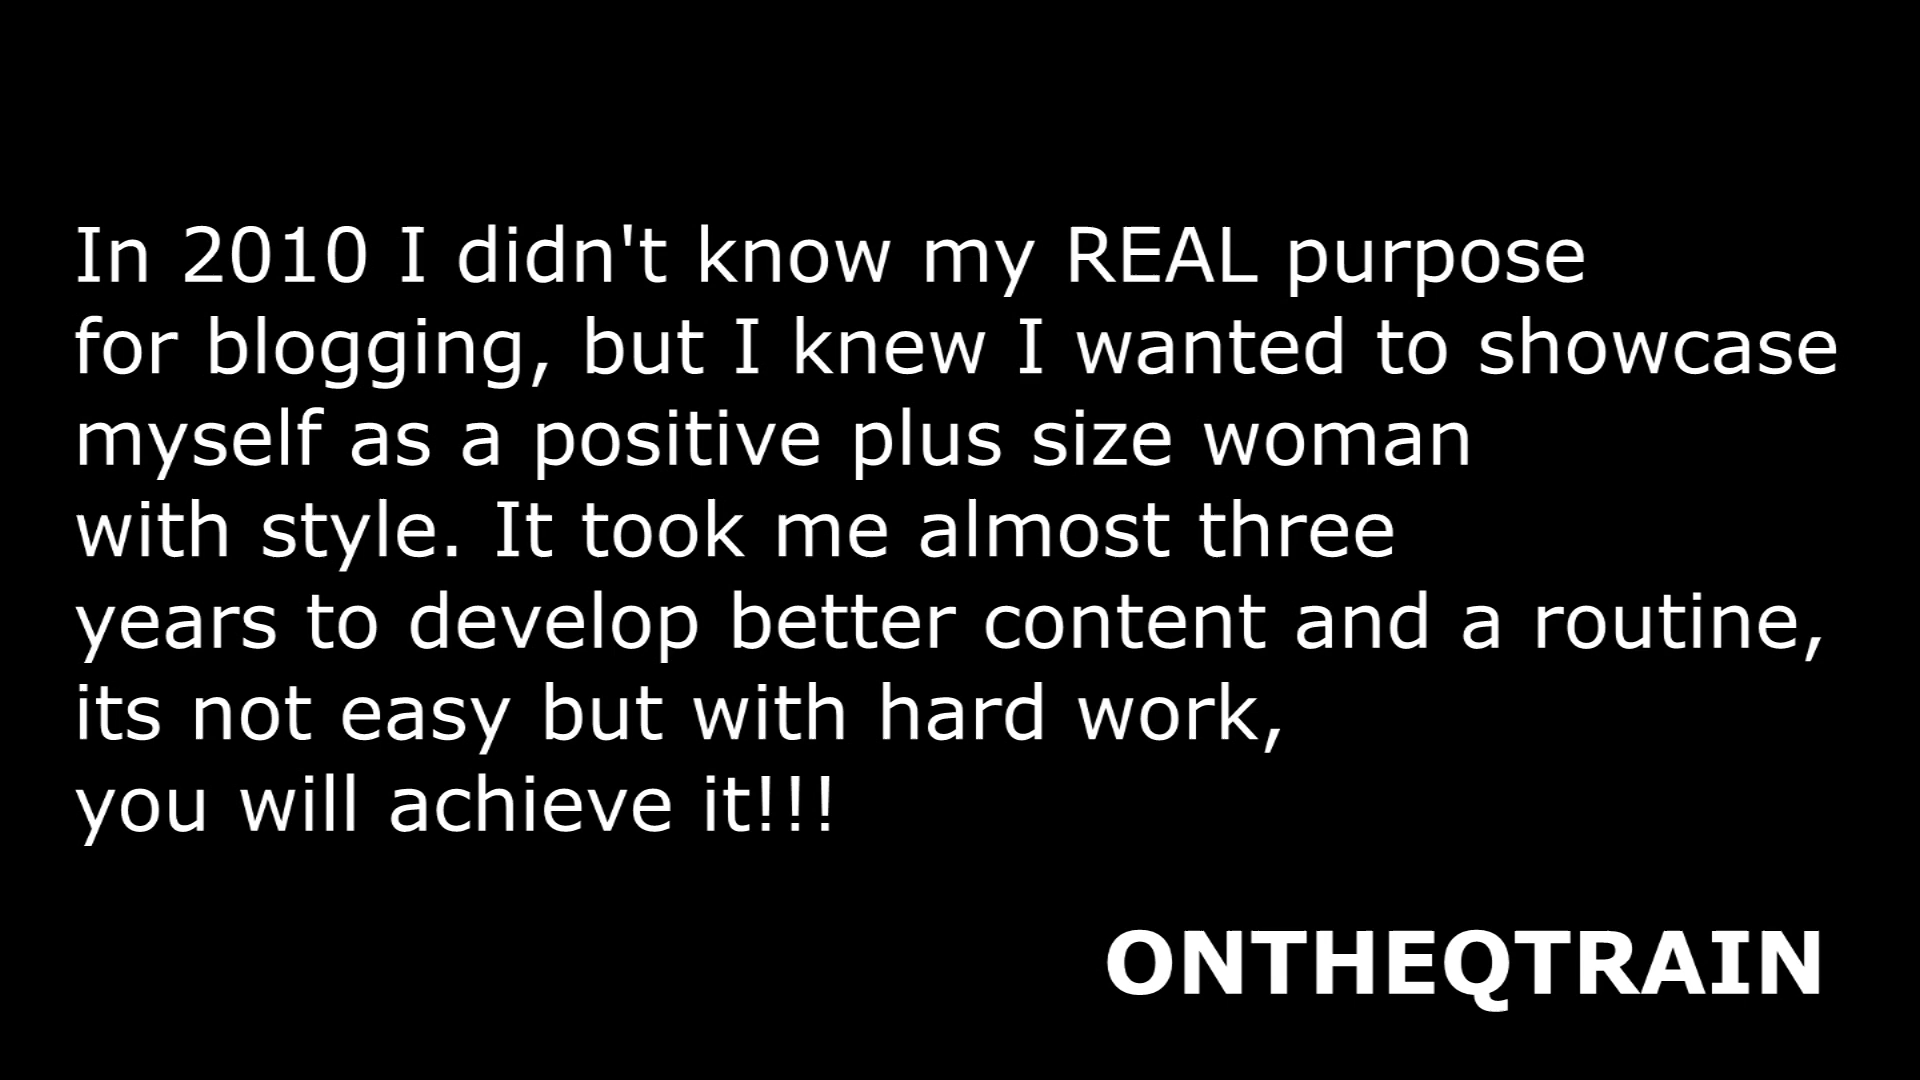 In 2010 I didn't know my REAL purpose
for blogging, but I knew I wanted to showcase
myself as a positive plus size woman
with style. It took me almost three
years to develop better content and a routine,
its not easy but with hard work,
you will achieve it!!!
ONTHEQTRAIN